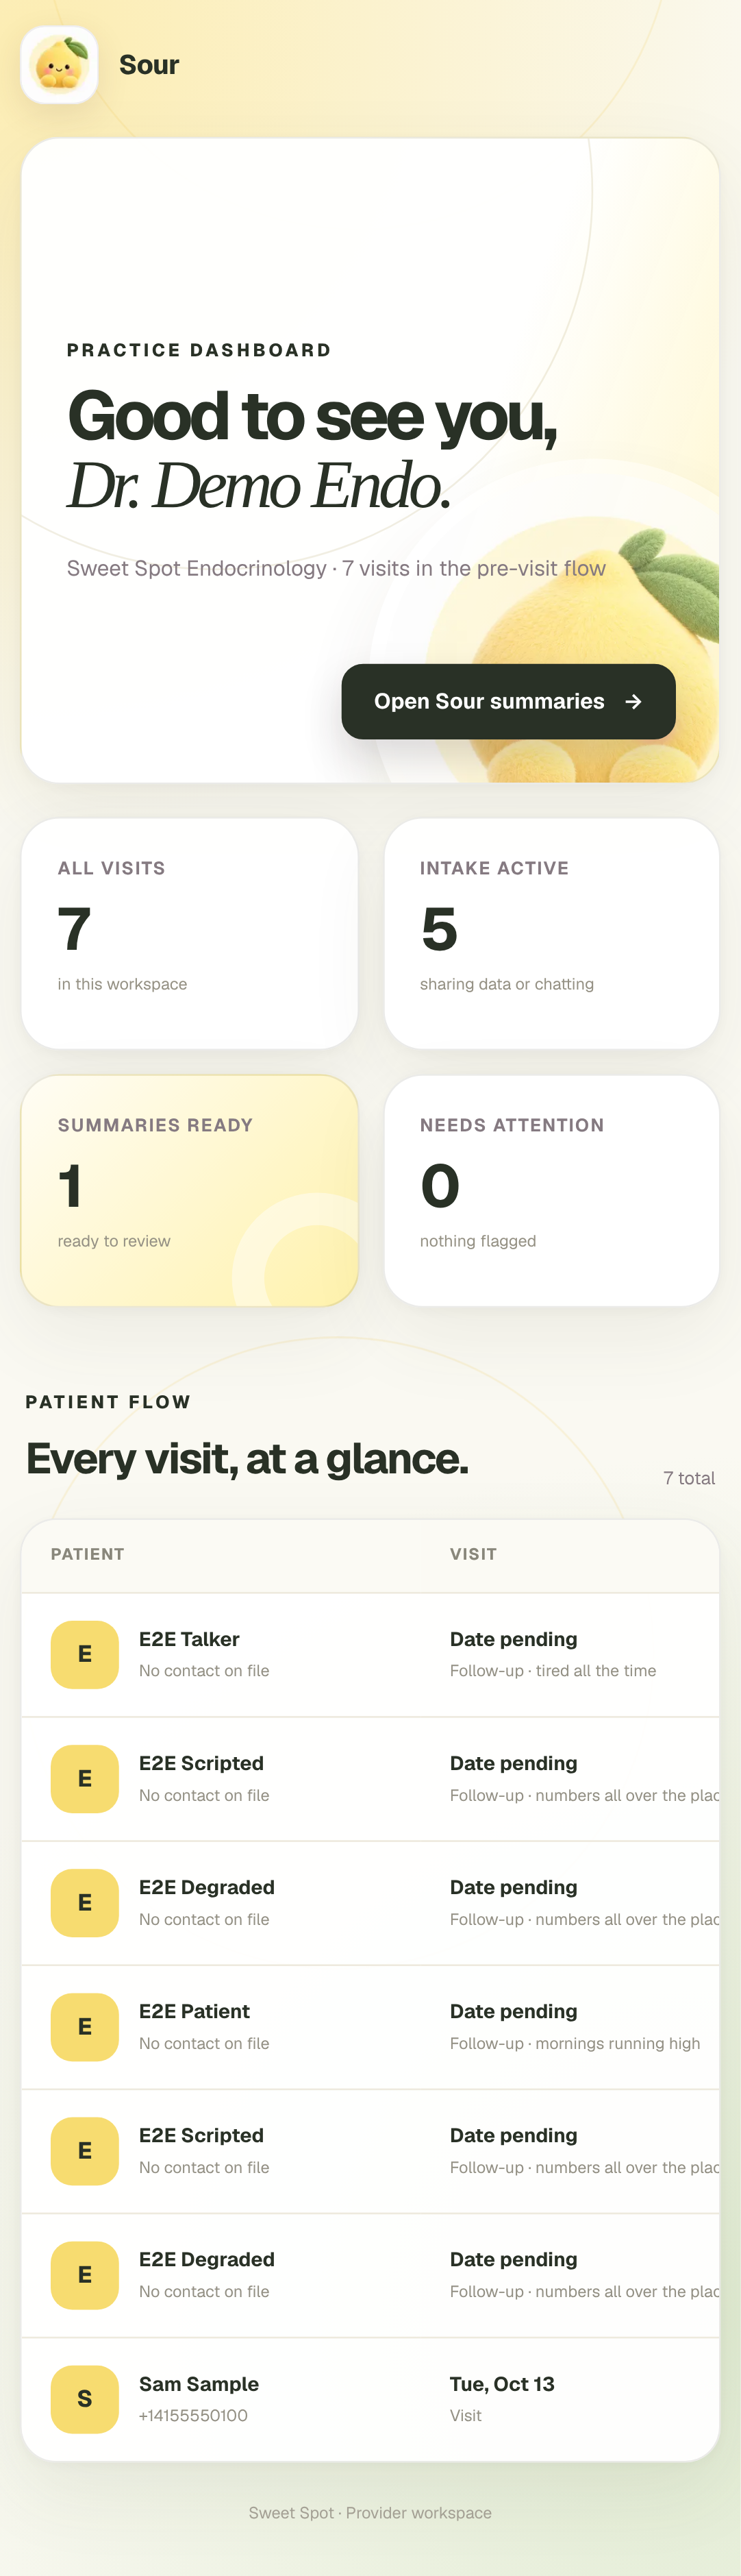 Sour
PRACTICE DASHBOARD
Good to see you,
Dr. Demo Endo.
Sweet Spot Endocrinology · 7 visits in the pre-visit flow
Open Sour summaries →
ALL VISITS
7
in this workspace
INTAKE ACTIVE
5
sharing data or chatting
SUMMARIES READY
1
ready to review
NEEDS ATTENTION
0
nothing flagged
PATIENT FLOW
Every visit, at a glance.
7 total
PATIENT VISIT
E
E2E Talker
No contact on file
Date pending
Follow-up · tired all the time
E
E2E Scripted
No contact on file
Date pending
Follow-up · numbers all over the
E
E2E Degraded
No contact on file
Date pending
Follow-up · numbers all over the
E
E2E Patient
No contact on file
Date pending
Follow-up · mornings running high
E
E2E Scripted
No contact on file
Date pending
Follow-up · numbers all over the
E
E2E Degraded
No contact on file
Date pending
Follow-up · numbers all over the
S
Sam Sample
+14155550100
Tue, Oct 13
Visit
Sweet Spot · Provider workspace